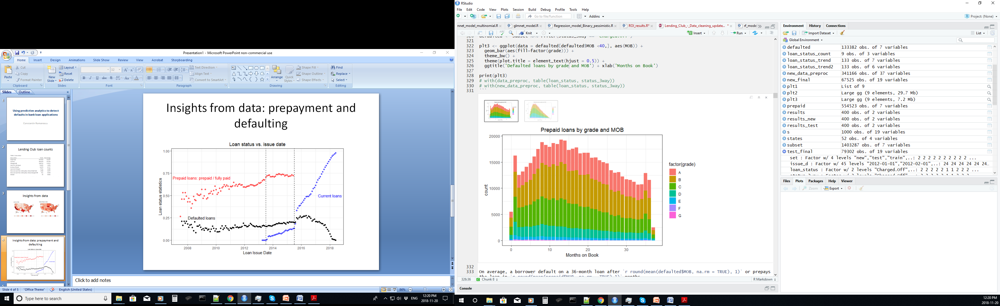 Presentation1 - Microsoft PowerPoint non-commercial use
Home Insert Design Animations Slide Show Review View Acrobat Storyboarding
Paste
Cut
Copy
Format Painter
Clipboard
New Slide
Layout
Reset
Delete
Slides
32
Font
Text Direction
Align Text
Convert to SmartArt
Paragraph
Arrange
Quick Styles
Shape Fill
Shape Outline
Shape Effects
Drawing
Find
Replace
Select
Editing
Slides Outline
1
Using predictive analytics to detect
defaults in bank loan applications
Constantin Romanescu
2
Lending Club loan counts
3
Insights from data
4
Insights from data: prepayment and
defaulting
Insights from data: prepayment and
defaulting
Loan status vs. issue date
Loan status statistics
1.00
0.75
0.50
0.25
0.00
Prepaid loans: prepaid / fully paid
Current loans
Defaulted loans
2008 2010 2012 2014 2016 2018
Loan Issue Date
Click to add notes
Slide 4 of 5 "Office Theme" English (United States) 86%
Type here to search
ENG
12:20 PM
2018-11-20
RStudio
File Edit Code View Plots Session Build Debug Profile Tools Help
Go to file/function Addins Project: (None)
mnet_model_multinomial.R glmnet_model.R Regression_model_Binary_pessimistic.R ROI_results.R* Lending_Club_-_Data_cleaning_update... * rf_mode
ABC Knit Insert Run
321
322 plt3 <- ggplot(data = defaulted[defaulted$MOB <40,], aes(MOB)) +
323 geom_bar(aes(fill=factor(grade))) +
324 theme_bw() +
325 theme(plot.title = element_text(hjust = 0.5)) +
326 ggtitle('Defaulted loans by grade and MOB') + xlab('Months on Book')
327
328 print(plt3)
329 # with(data_preproc, table(loan_status, status_3way))
330 # with(new_data_preproc, table(loan_status, status_3way))
331 ```
Prepaid loans by grade and MOB
count
20000
15000
10000
5000
0
0 10 20 30
Months on Book
factor(grade)
A
B
C
D
E
F
G
332
333 On average, a borrower default on a 36-month loan after `r round(mean(defaulted$MOB, na.rm = TRUE), 1)` or prepays
326:36 Chunk 8 R Markdown
Console
Environment History Connections
Import Dataset List
Global Environment
defaulted 133382 obs. of 7 variables
loan_status_count 9 obs. of 3 variables
loan_status_trend 133 obs. of 7 variables
loan_status_trend2 133 obs. of 6 variables
new_data_preproc 341166 obs. of 37 variables
new_final 67525 obs. of 19 variables
plt1 List of 9
plt2 Large gg (9 elements, 29.7 Mb)
plt3 Large gg (9 elements, 7.2 Mb)
prepaid 554523 obs. of 7 variables
results 400 obs. of 2 variables
results_new 400 obs. of 2 variables
results_test 400 obs. of 2 variables
s 1000 obs. of 19 variables
states 52 obs. of 4 variables
subset 1403287 obs. of 7 variables
test_final 79302 obs. of 19 variables
set : Factor w/ 4 levels "new","test","train",..: 2 2 2 2 2 2 2 2 2 2 ...
issue_d : Factor w/ 45 levels "2012-01-01","2012-02-01",..: 24 24 24 24 24 24...
loan_status : Factor w/ 2 levels "Charged.Off",..: 2 2 2 2 2 1 1 2 2 2 ...
Files Plots Packages Help Viewer
Zoom Export
12:20 PM
2018-11-20